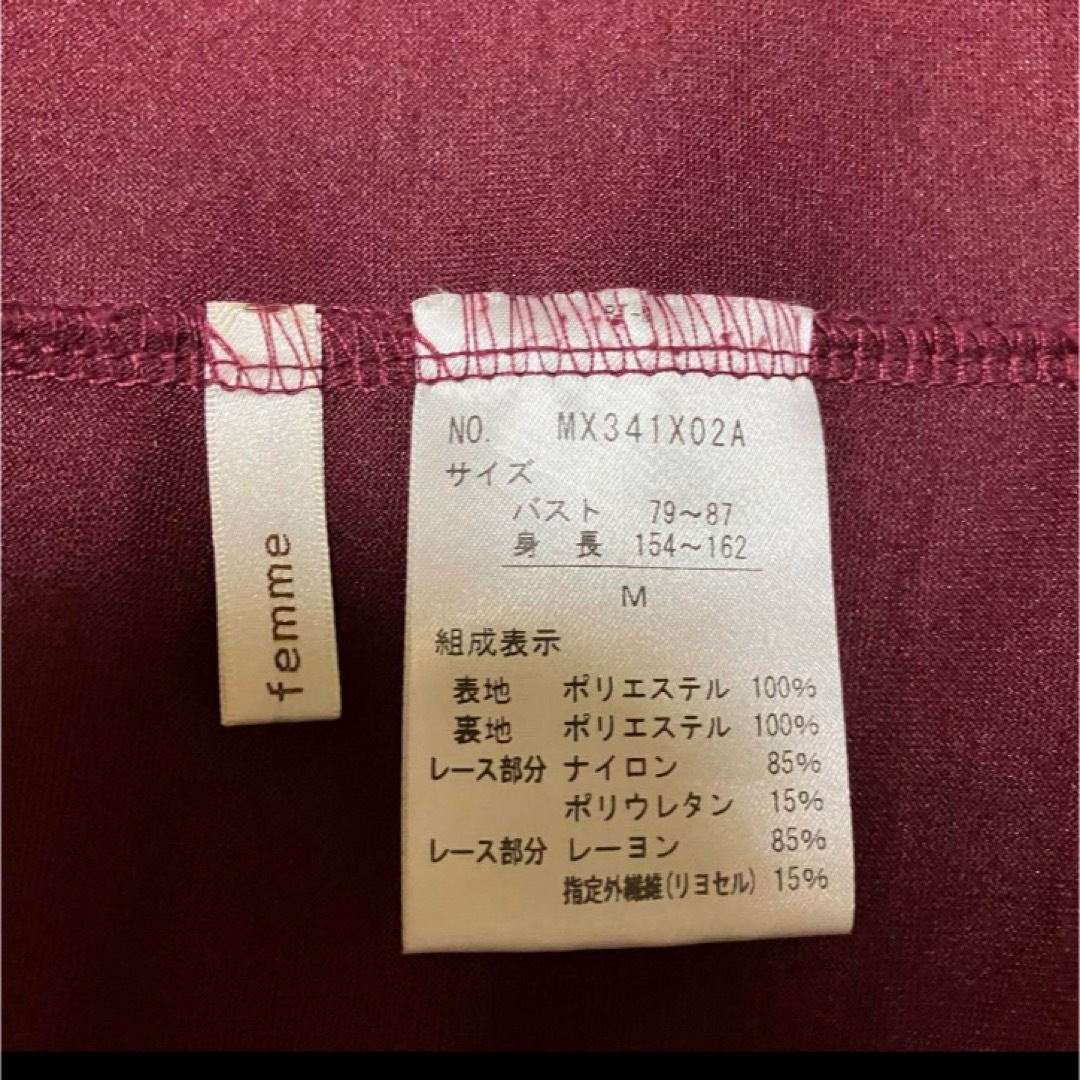 femme
NO. MX341X02A
サイズ
バスト 79～87
身 長 154～162
M
組成表示
表地 ポリエステル 100%
裏地 ポリエステル 100%
レース部分 ナイロン 85%
ポリウレタン 15%
レース部分 レーヨン 85%
指定外繊維(リヨセル) 15%